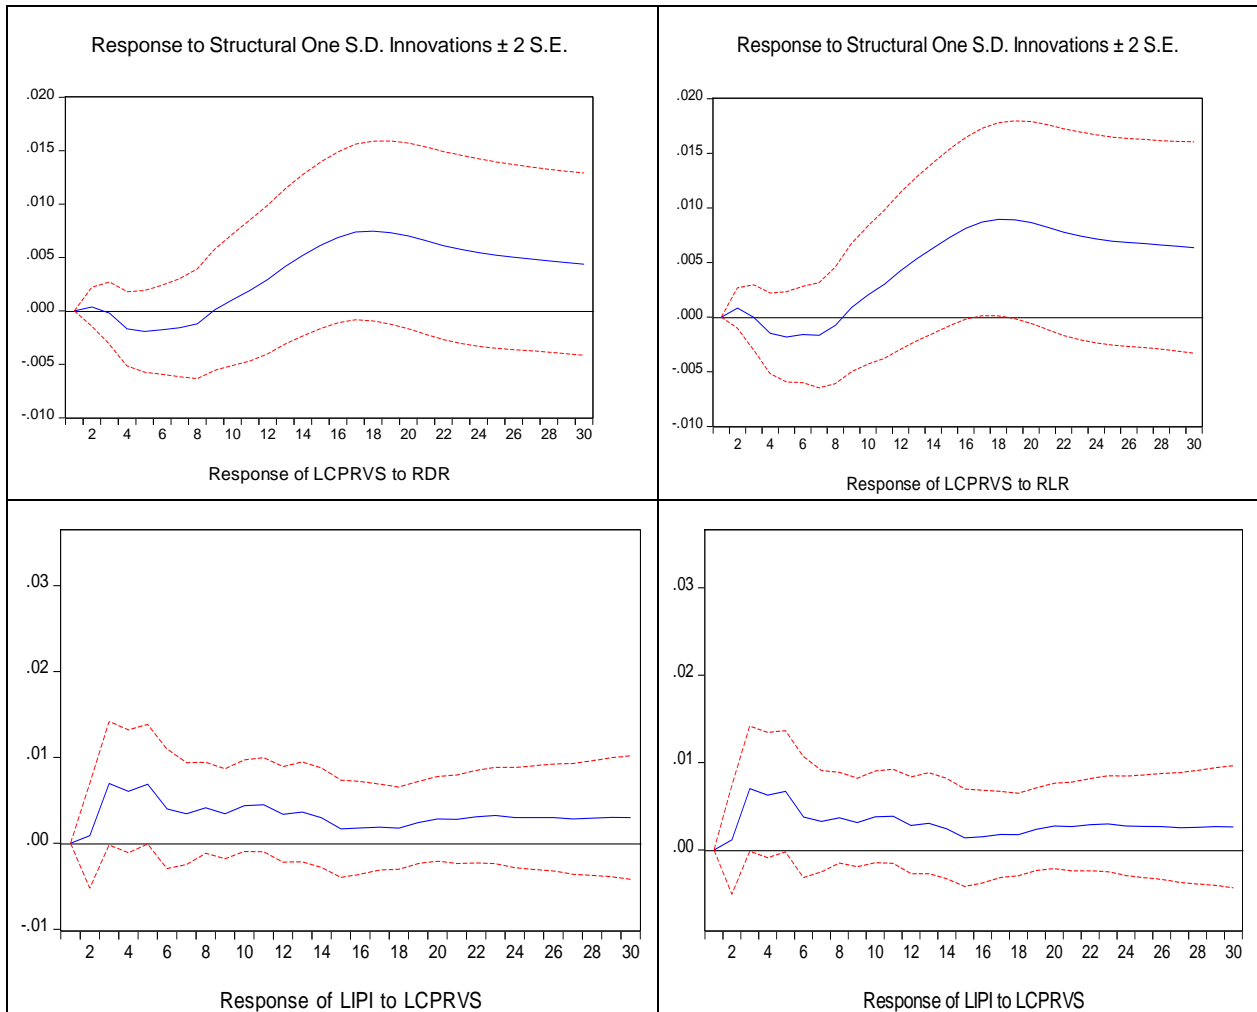 Response to Structural One S.D. Innovations ± 2 S.E.
.020
.015
.010
.005
.000
-.005
-.010
2 4 6 8 10 12 14 16 18 20 22 24 26 28 30
Response of LCPRVS to RDR
Response to Structural One S.D. Innovations ± 2 S.E.
.020
.015
.010
.005
.000
-.005
-.010
2 4 6 8 10 12 14 16 18 20 22 24 26 28 30
Response of LCPRVS to RLR
.03
.02
.01
.00
-.01
2 4 6 8 10 12 14 16 18 20 22 24 26 28 30
Response of LIPI to LCPRVS
.03
.02
.01
.00
2 4 6 8 10 12 14 16 18 20 22 24 26 28 30
Response of LIPI to LCPRVS